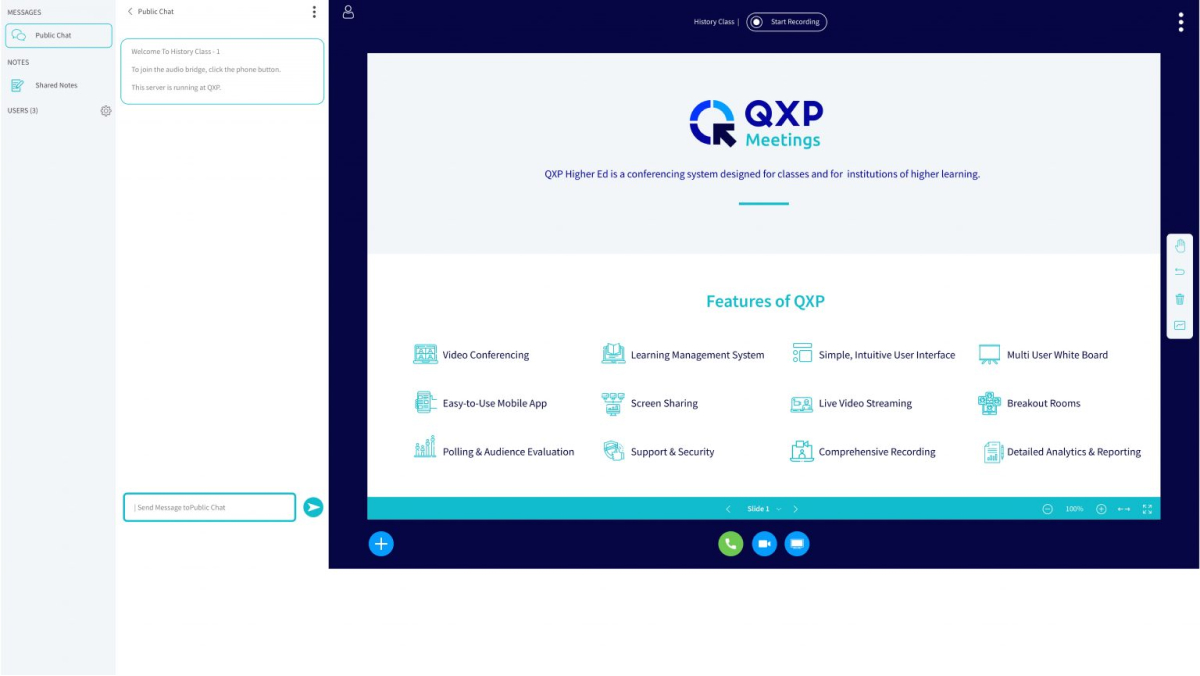 MESSAGES
Public Chat
NOTES
Shared Notes
USERS (3)
Public Chat
Welcome To History Class - 1
To join the audio bridge, click the phone button.
This server is running at QXP.
| Send Message toPublic Chat
History Class |
Start Recording
QXP
Meetings
QXP Higher Ed is a conferencing system designed for classes and for institutions of higher learning.
Features of QXP
Video Conferencing
Learning Management System
Simple, Intuitive User Interface
Multi User White Board
Easy-to-Use Mobile App
Screen Sharing
Live Video Streaming
Breakout Rooms
Polling & Audience Evaluation
Support & Security
Comprehensive Recording
Detailed Analytics & Reporting
Slide 1
100%